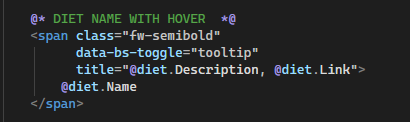 @* DIET NAME WITH HOVER  *@
<span class="fw-semibold"
      data-bs-toggle="tooltip"
      title="@diet.Description, @diet.Link">
    @diet.Name
</span>